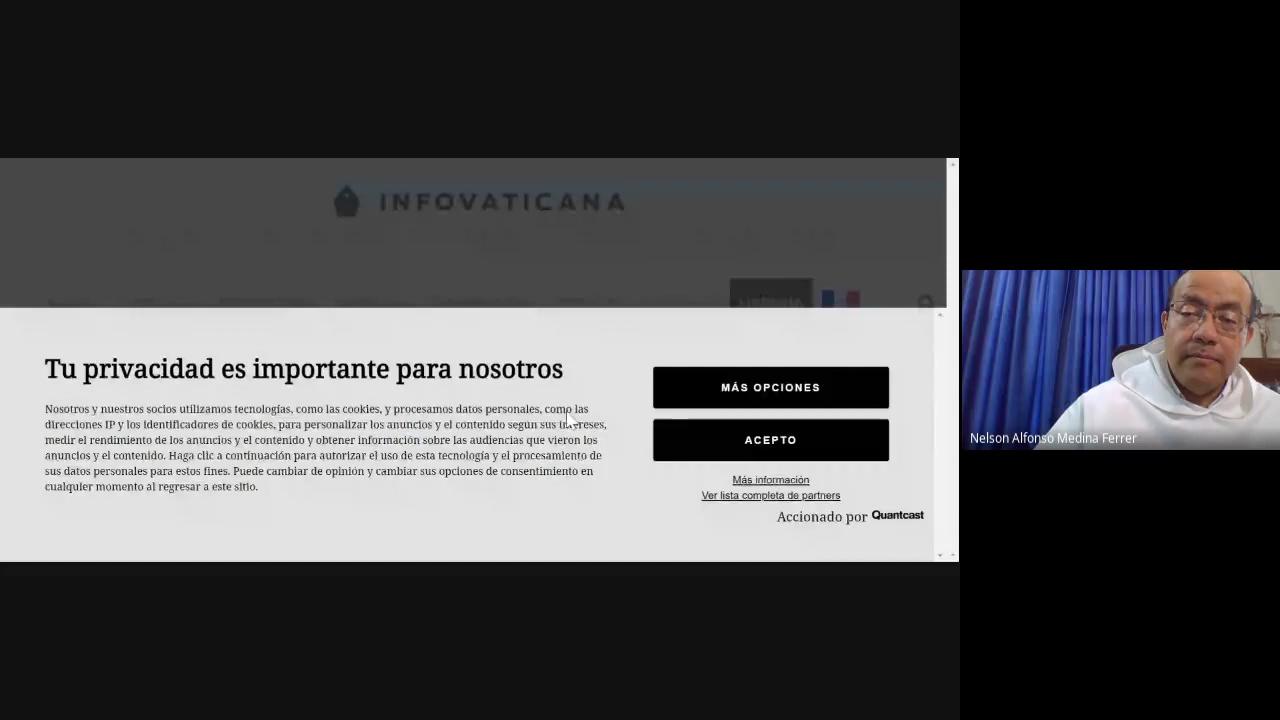 INFOVATICANA
Tu privacidad es importante para nosotros
Nosotros y nuestros socios utilizamos tecnologías, como las cookies, y procesamos datos personales, como las
direcciones IP y los identificadores de cookies, para personalizar los anuncios y el contenido según sus intereses,
medir el rendimiento de los anuncios y el contenido y obtener información sobre las audiencias que vieron los
anuncios y el contenido. Haga clic a continuación para autorizar el uso de esta tecnología y el procesamiento de
sus datos personales para estos fines. Puede cambiar de opinión y cambiar sus opciones de consentimiento en
cualquier momento al regresar a este sitio.
MÁS OPCIONES
ACEPTO
Más información
Ver lista completa de partners
Accionado por Quantcast
Nelson Alfonso Medina Ferrer